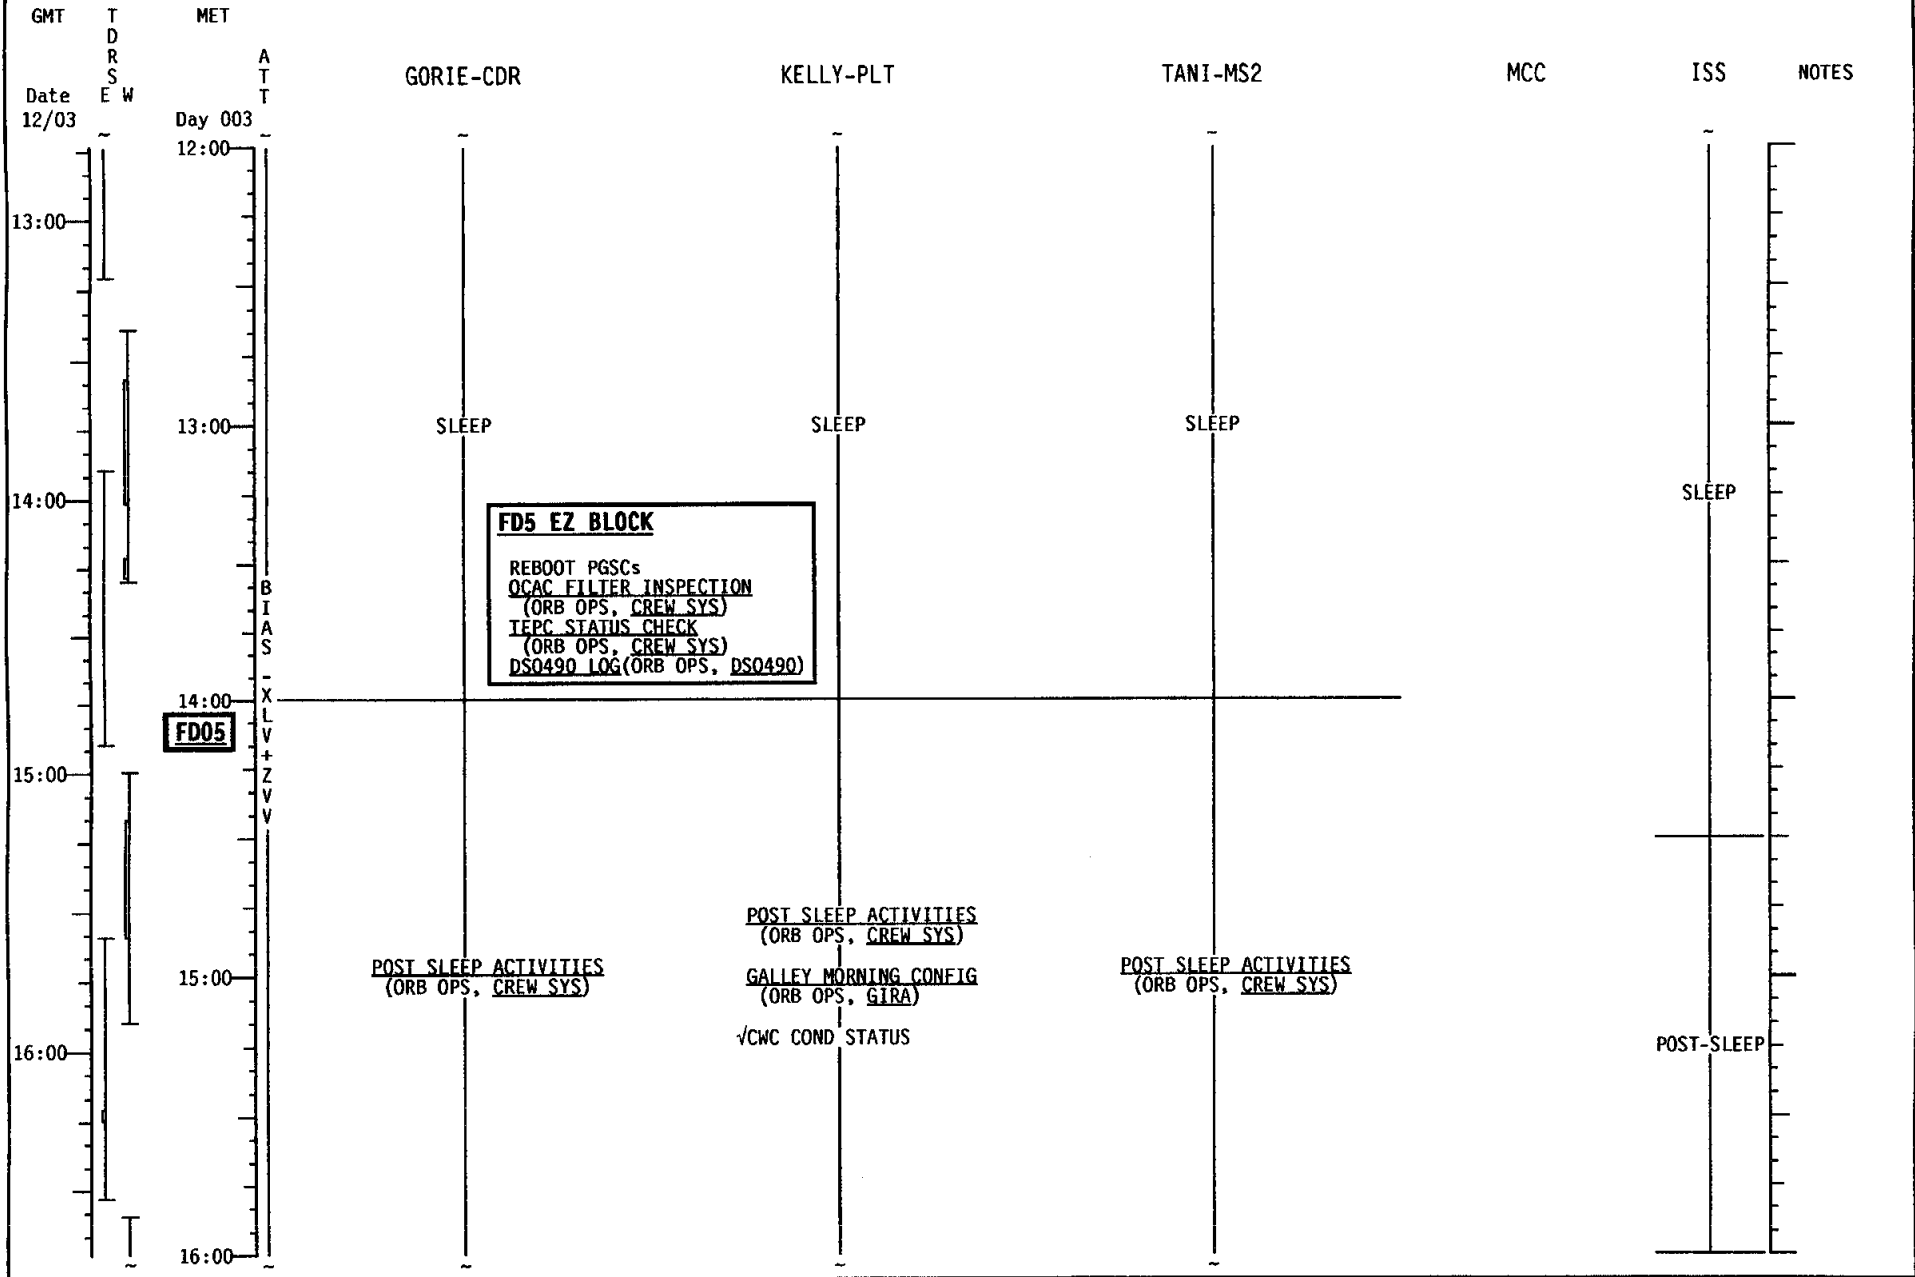 GMT TDRS MET
ATT
GORIE-CDR KELLY-PLT TANI-MS2 MCC ISS NOTES
Date E W
12/03 Day 003
12:00
13:00
13:00 SLEEP SLEEP SLEEP
14:00 SLEEP
FD5 EZ BLOCK
REBOOT PGSCs
OCAC FILTER INSPECTION
(ORB OPS, CREW SYS)
TEPC STATUS CHECK
(ORB OPS, CREW SYS)
DSO490 LOG(ORB OPS, DSO490)
BIAS -XLV+ZVV
14:00
FD05
15:00
POST SLEEP ACTIVITIES
(ORB OPS, CREW SYS)
15:00 POST SLEEP ACTIVITIES
(ORB OPS, CREW SYS)
GALLEY MORNING CONFIG
(ORB OPS, GIRA)
POST SLEEP ACTIVITIES
(ORB OPS, CREW SYS)
√CWC COND STATUS
16:00 POST-SLEEP
16:00